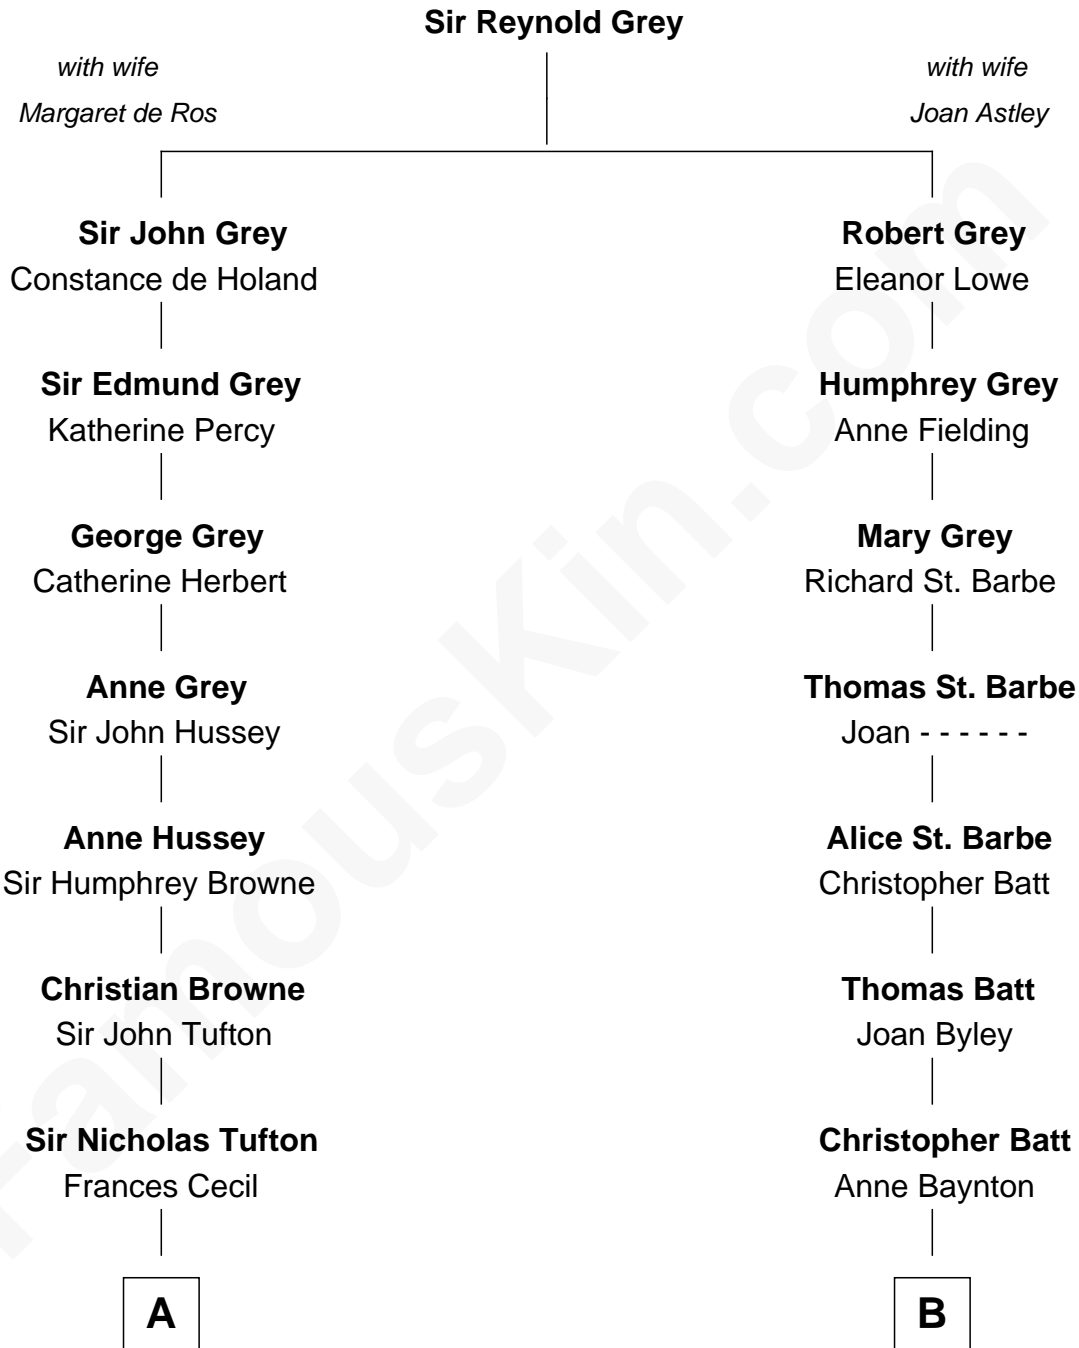 Sir Reynold Grey
with wife
Margaret de Ros
with wife
Joan Astley
Sir John Grey
Constance de Holand
Robert Grey
Eleanor Lowe
Sir Edmund Grey
Katherine Percy
Humphrey Grey
Anne Fielding
George Grey
Catherine Herbert
Mary Grey
Richard St. Barbe
Anne Grey
Sir John Hussey
Thomas St. Barbe
Joan - - - - - -
Anne Hussey
Sir Humphrey Browne
Alice St. Barbe
Christopher Batt
Christian Browne
Sir John Tufton
Thomas Batt
Joan Byley
Sir Nicholas Tufton
Frances Cecil
Christopher Batt
Anne Baynton
A
B
FamousKin.com